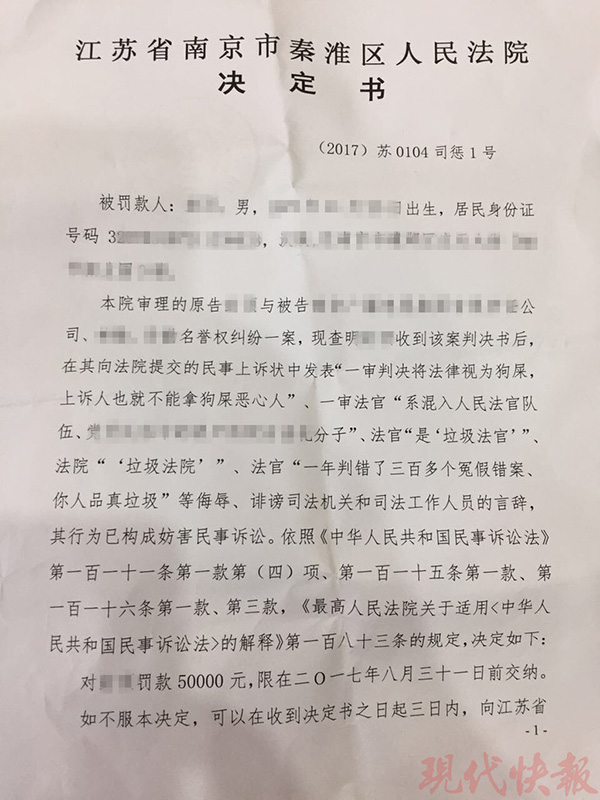 江苏省南京市秦淮区人民法院
决定书
（2017）苏0104司惩1号
被罚款人： 男， 日出生，居民身份证
号码 32
本院审理的原告 与被告 公
司、 名誉权纠纷一案，现查明 收到该案判决书后，
在其向法院提交的民事上诉状中发表“一审判决将法律视为狗屎，
上诉人也就不能拿狗屎恶心人”、一审法官“系混入人民法官队
伍、 分子”、法官“是‘垃圾法官’”、
法院“‘垃圾法院’”、法官“一年判错了三百多个冤假错案、
你人品真垃圾”等侮辱、诽谤司法机关和司法工作人员的言辞，
其行为已构成妨害民事诉讼。依照《中华人民共和国民事诉讼法》
第一百一十一条第一款第（四）项、第一百一十五条第一款、第
一百一十六条第一款、第三款，《最高人民法院关于适用<中华人
民共和国民事诉讼法>的解释》第一百八十三条的规定，决定如下：
对 罚款 50000 元，限在二〇一七年八月三十一日前交纳。
如不服本决定，可以在收到决定书之日起三日内，向江苏省
-1-
现代快報